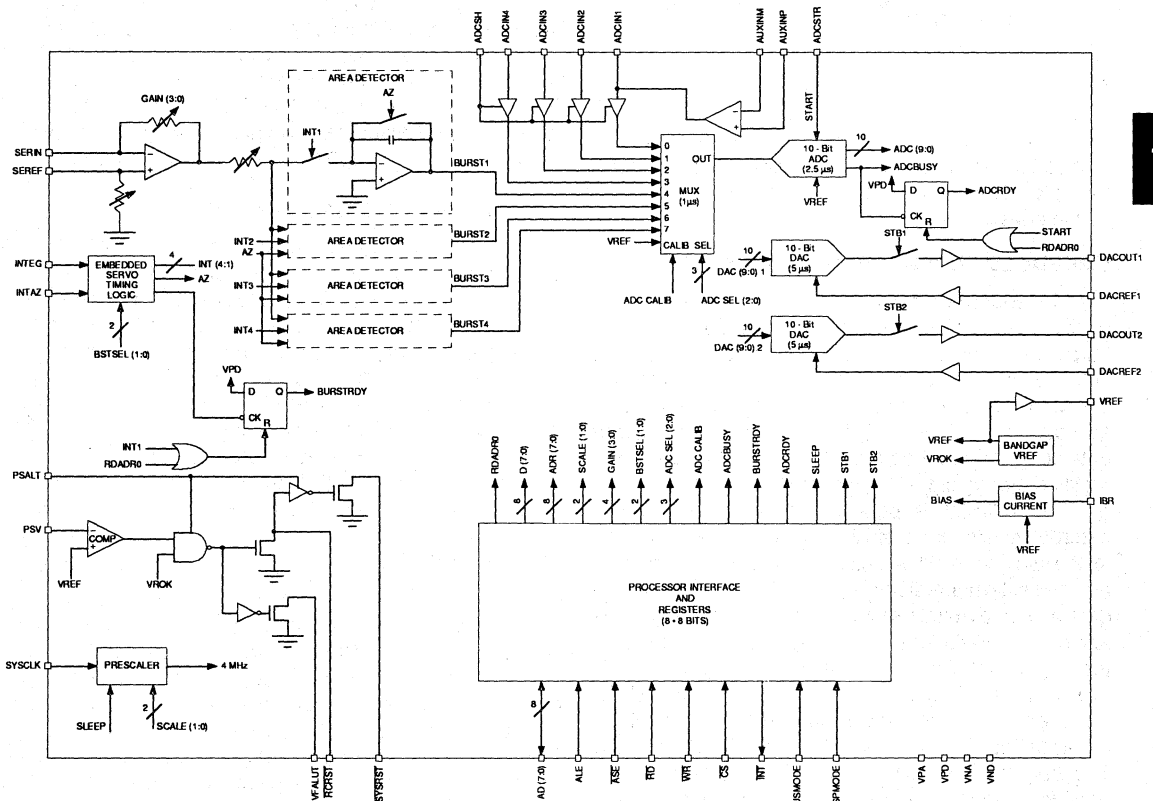 ADCSH
ADCIN4
ADCIN3
ADCIN2
ADCIN1
AUXINM
AUXINP
ADCSTR
GAIN (3:0)
AREA DETECTOR
AZ
INT1
SERIN
SEREF
-
+
-
+
BURST1
-
+
START
0
1
2
3
4
5
6
7
OUT
MUX
(1µs)
CALIB SEL
VREF
ADC CALIB
3
ADC SEL (2:0)
10 - Bit
ADC
(2.5 µs)
VREF
10
ADC (9:0)
ADCBUSY
VPD
D Q
CK
R
ADCRDY
START
RDADR0
INT2
AZ
AREA DETECTOR
BURST2
INT3
AREA DETECTOR
BURST3
INT4
AREA DETECTOR
BURST4
INTEG
INTAZ
EMBEDDED
SERVO
TIMING
LOGIC
4
INT (4:1)
AZ
2
BSTSEL (1:0)
10
DAC (9:0) 1
10 - Bit
DAC
(5 µs)
STB1
DACOUT1
DACREF1
10
DAC (9:0) 2
10 - Bit
DAC
(5 µs)
STB2
DACOUT2
DACREF2
VPD
D Q
CK
R
BURSTRDY
INT1
RDADR0
VREF
VREF
VROK
BANDGAP
VREF
BIAS
BIAS
CURRENT
IBR
VREF
PSALT
PSV
-
COMP
+
VREF
VROK
RDADR0
D (7:0)
ADR (7:0)
SCALE (1:0)
GAIN (3:0)
BSTSEL (1:0)
ADC SEL (2:0)
ADC CALIB
ADCBUSY
BURSTRDY
ADCRDY
SLEEP
STB1
STB2
8
8
2
4
2
3
PROCESSOR INTERFACE
AND
REGISTERS
(8 • 8 BITS)
SYSCLK
PRESCALER
4 MHz
SLEEP
2
SCALE (1:0)
8
VFALUT
RCRST
SYSRST
AD (7:0)
ALE
ASE
RD
WR
CS
INT
JSMODE
SPMODE
VPA
VPD
VNA
VND